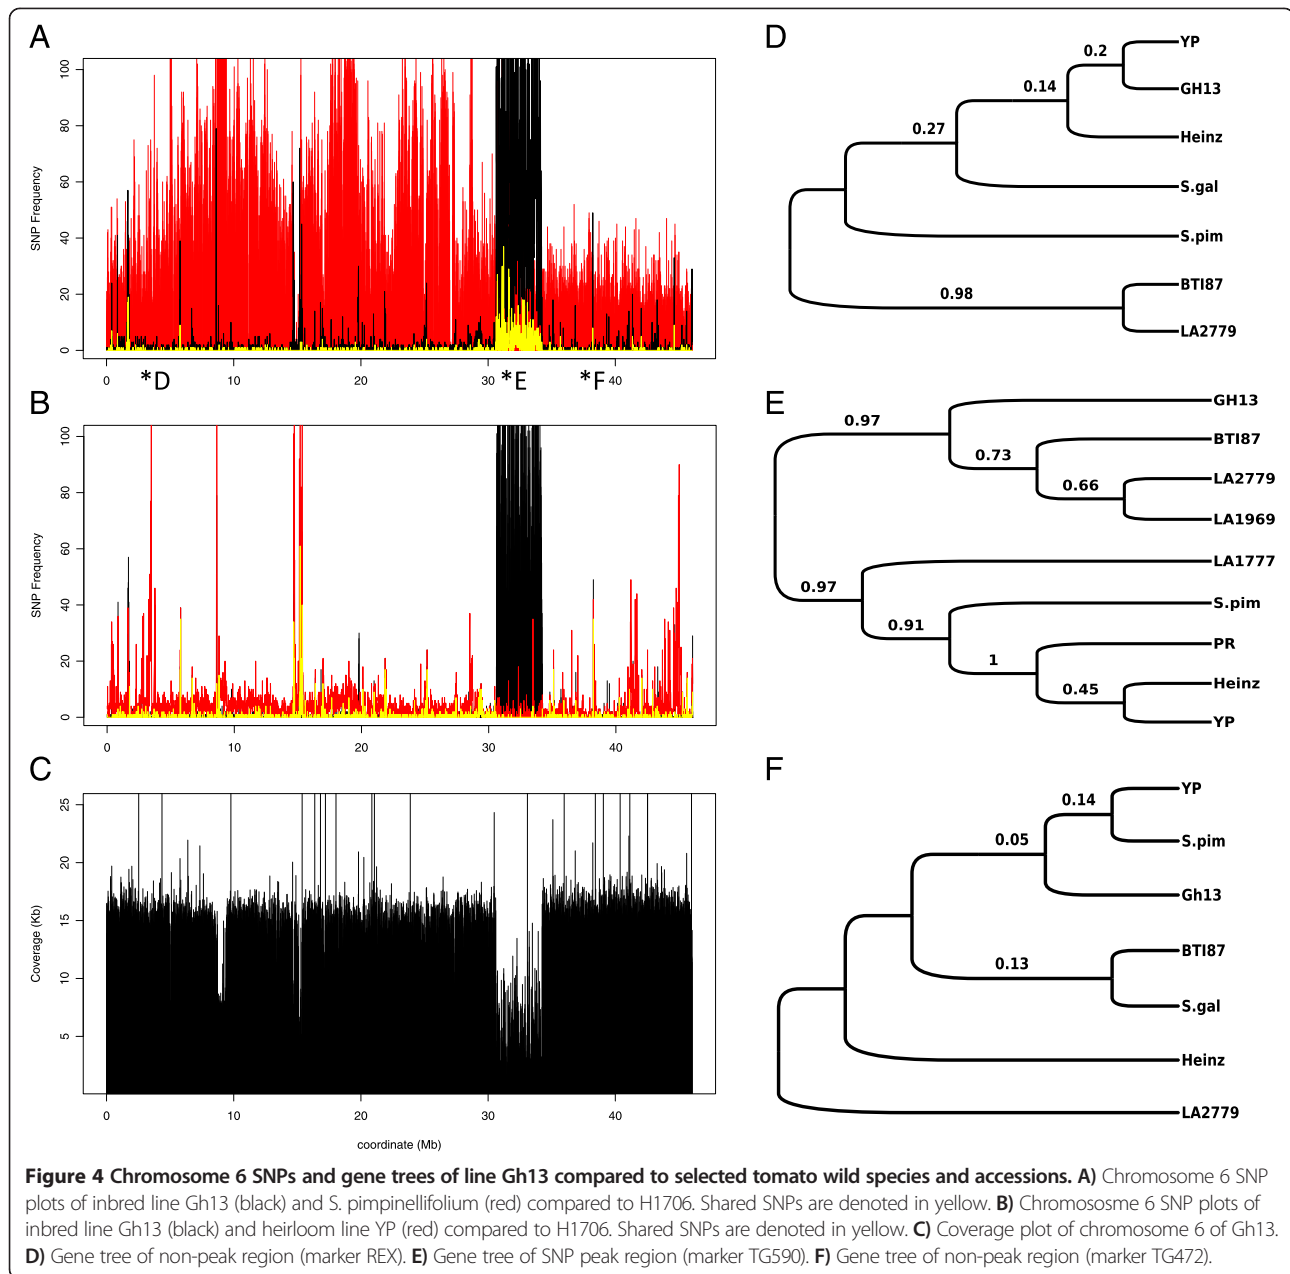 A
SNP Frequency
100
80
60
40
20
0
0 10 20 30 40
*D *E *F
B
SNP Frequency
100
80
60
40
20
0
0 10 20 30 40
C
Coverage (Kb)
25
20
15
10
5
0 10 20 30 40
coordinate (Mb)
D
0.2
YP
GH13
0.14
Heinz
0.27
S.gal
S.pim
BTI87
0.98
LA2779
E
GH13
0.97
BTI87
0.73
LA2779
0.66
LA1969
LA1777
0.97
S.pim
0.91
PR
1
Heinz
0.45
YP
F
YP
0.14
S.pim
0.05
Gh13
BTI87
0.13
S.gal
Heinz
LA2779
Figure 4 Chromosome 6 SNPs and gene trees of line Gh13 compared to selected tomato wild species and accessions. A) Chromosome 6 SNP
plots of inbred line Gh13 (black) and S. pimpinellifolium (red) compared to H1706. Shared SNPs are denoted in yellow. B) Chromososme 6 SNP plots of
inbred line Gh13 (black) and heirloom line YP (red) compared to H1706. Shared SNPs are denoted in yellow. C) Coverage plot of chromosome 6 of Gh13.
D) Gene tree of non-peak region (marker REX). E) Gene tree of SNP peak region (marker TG590). F) Gene tree of non-peak region (marker TG472).